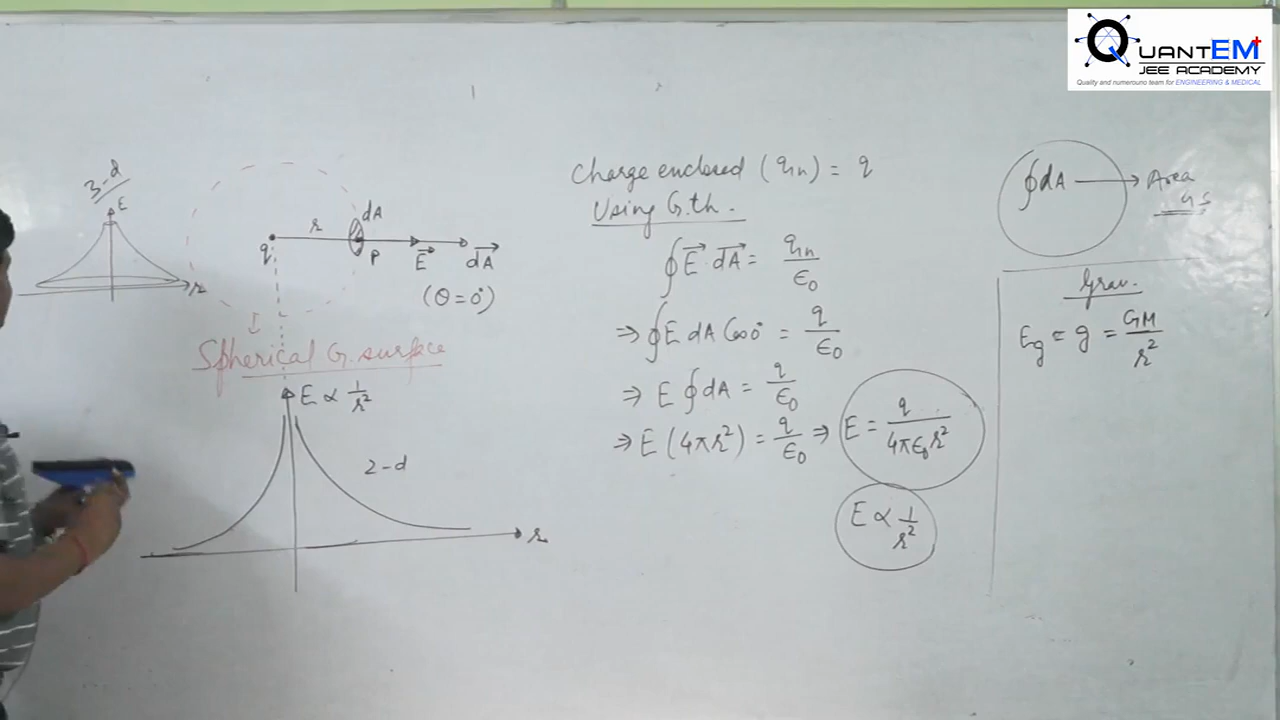 QUANTEM+
JEE ACADEMY
Quality and numerouno team for ENGINEERING & MEDICAL
3-d
E
r
r
dA
q
P
E⃗
dA⃗
(θ = 0°)
Spherical G. surface
E ∝ 1/r²
2-d
r
Charge enclosed (qin) = q
Using G.th.
∮E⃗ · dA⃗ = qin/ϵ0
⇒ ∮E dA Cos0° = q/ϵ0
⇒ E ∮dA = q/ϵ0
⇒ E (4πr²) = q/ϵ0 ⇒ E = q/4πϵ0r²
E ∝ 1/r²
∮dA → Area
GS
Grav.
Eg = g = GM/r²